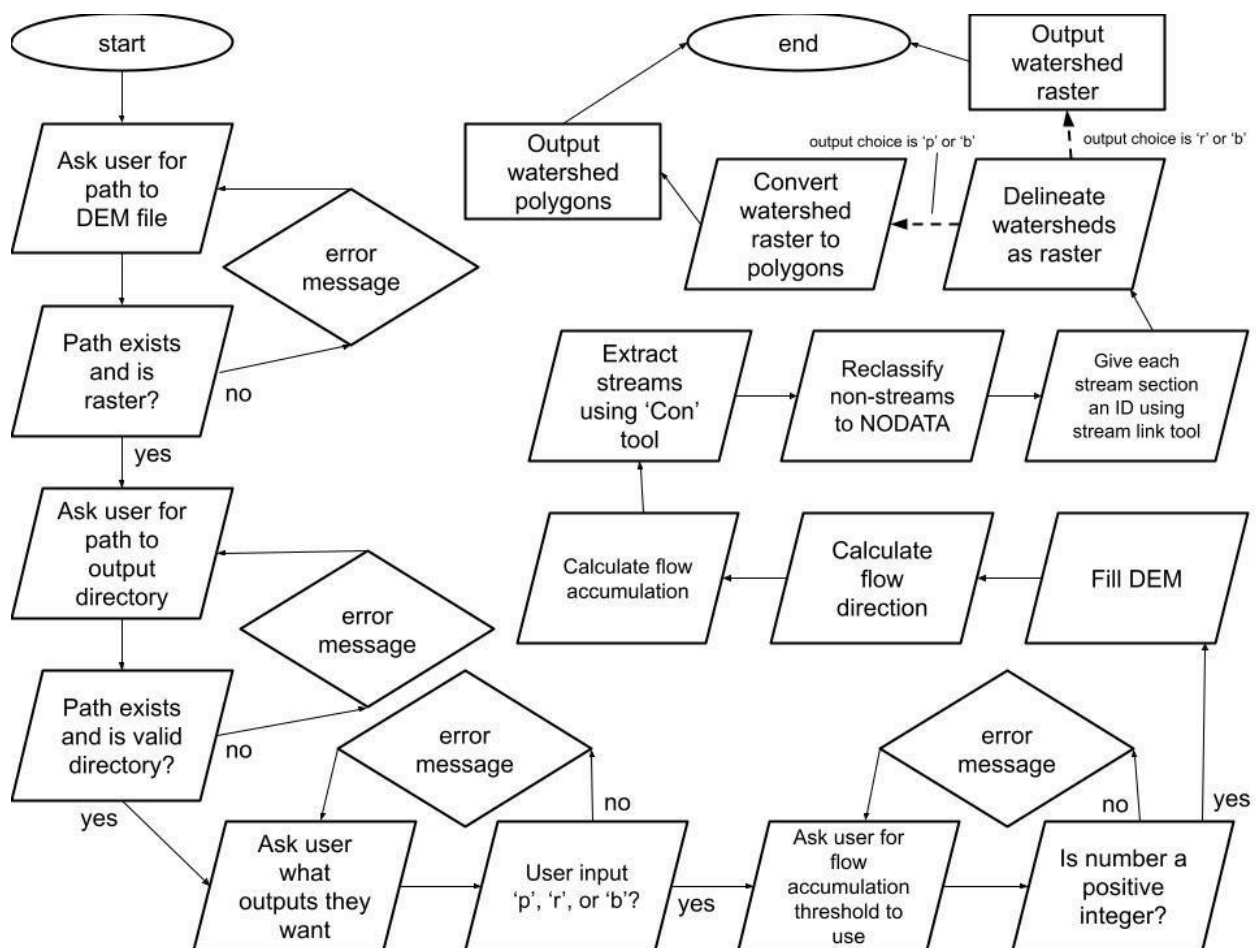 start
Ask user for
path to
DEM file
error
message
Path exists
and is
raster?
no
yes
Ask user for
path to
output
directory
error
message
Path exists
and is valid
directory?
no
yes
Ask user
what
outputs they
want
error
message
no
User input
‘p’, ‘r’, or ‘b’?
yes
Ask user for
flow
accumulation
threshold to
use
error
message
no
Is number a
positive
integer?
yes
Fill DEM
Calculate
flow
direction
Calculate flow
accumulation
Extract
streams
using ‘Con’
tool
Reclassify
non-streams
to NODATA
Give each
stream section
an ID using
stream link tool
Delineate
watersheds
as raster
output choice is ‘p’ or ‘b’
output choice is ‘r’ or ‘b’
Convert
watershed
raster to
polygons
Output
watershed
polygons
Output
watershed
raster
end